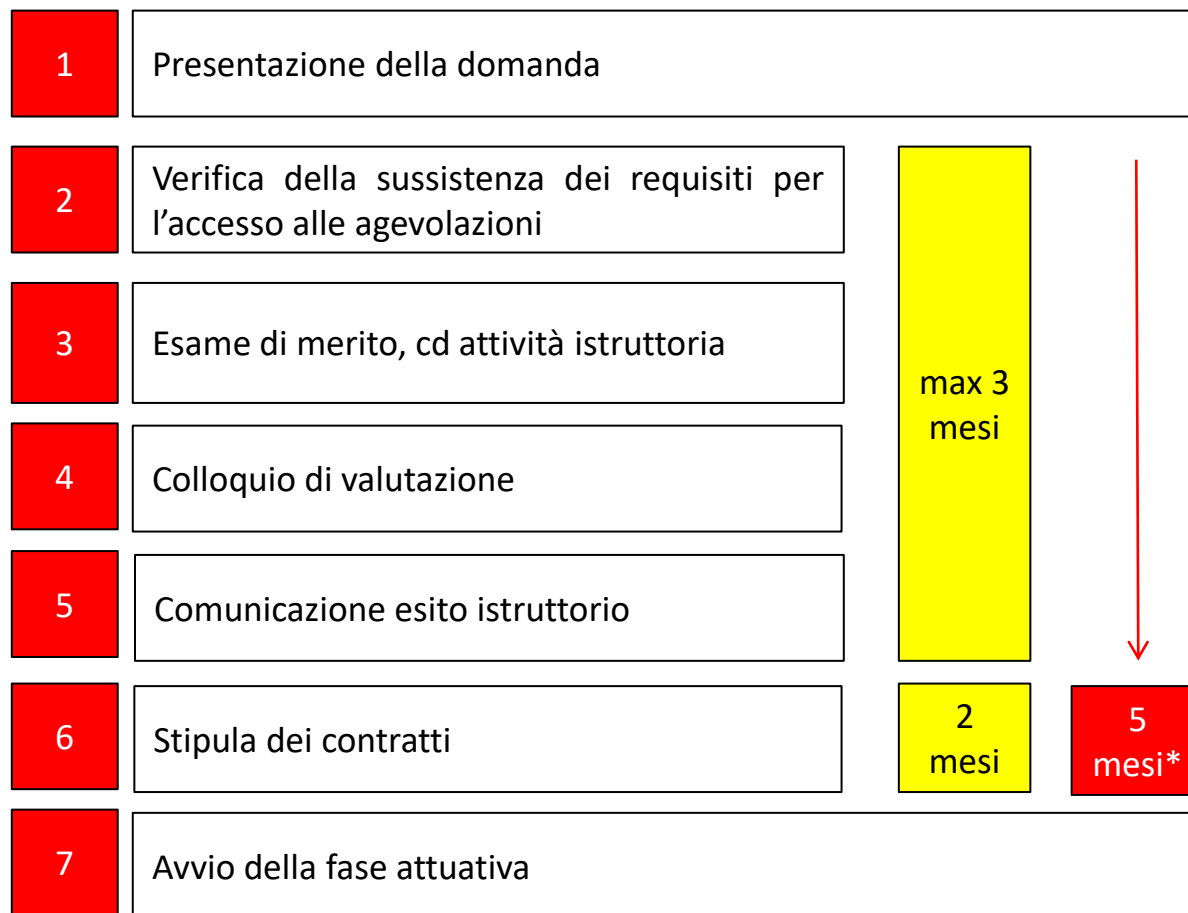 1
Presentazione della domanda
2
Verifica della sussistenza dei requisiti per
l’accesso alle agevolazioni
3
Esame di merito, cd attività istruttoria
max 3
mesi
4
Colloquio di valutazione
5
Comunicazione esito istruttorio
6
Stipula dei contratti
2
mesi
5
mesi*
7
Avvio della fase attuativa